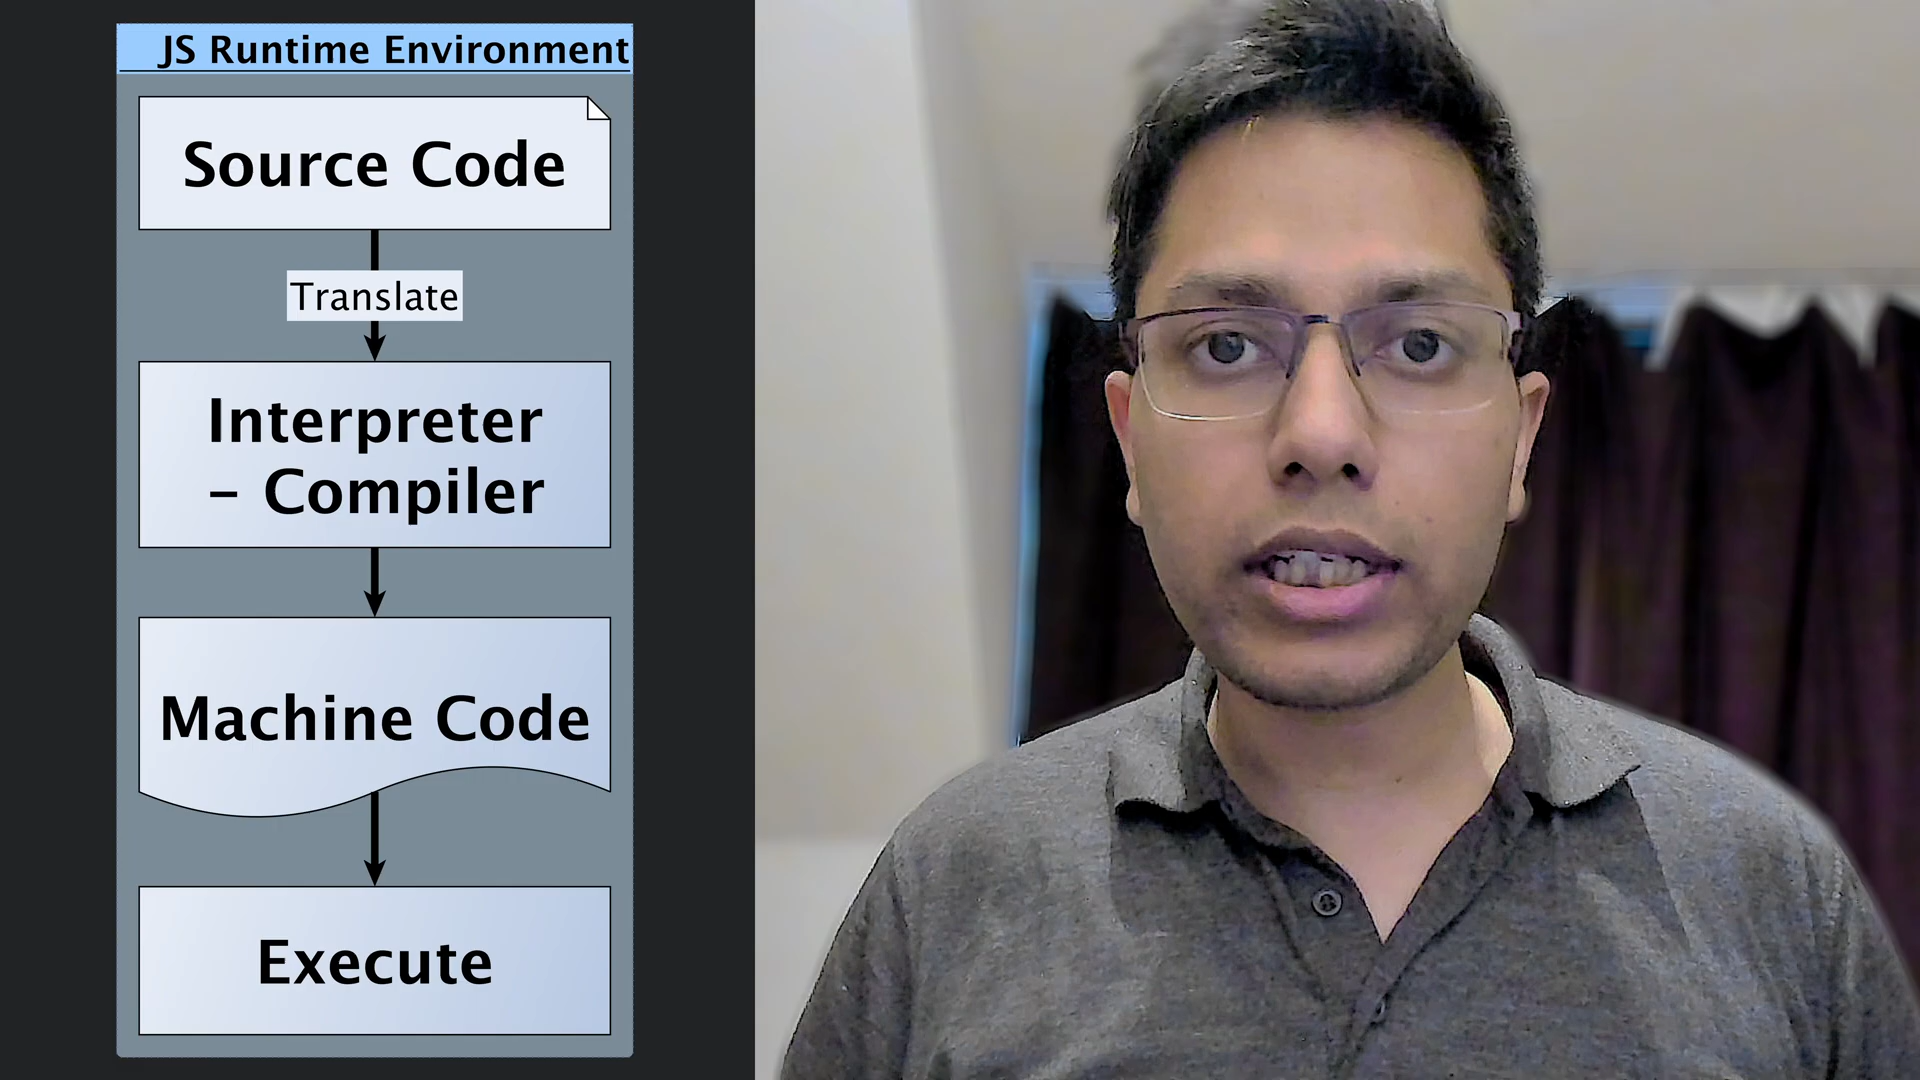 JS Runtime Environment
Source Code
Translate
Interpreter
– Compiler
Machine Code
Execute